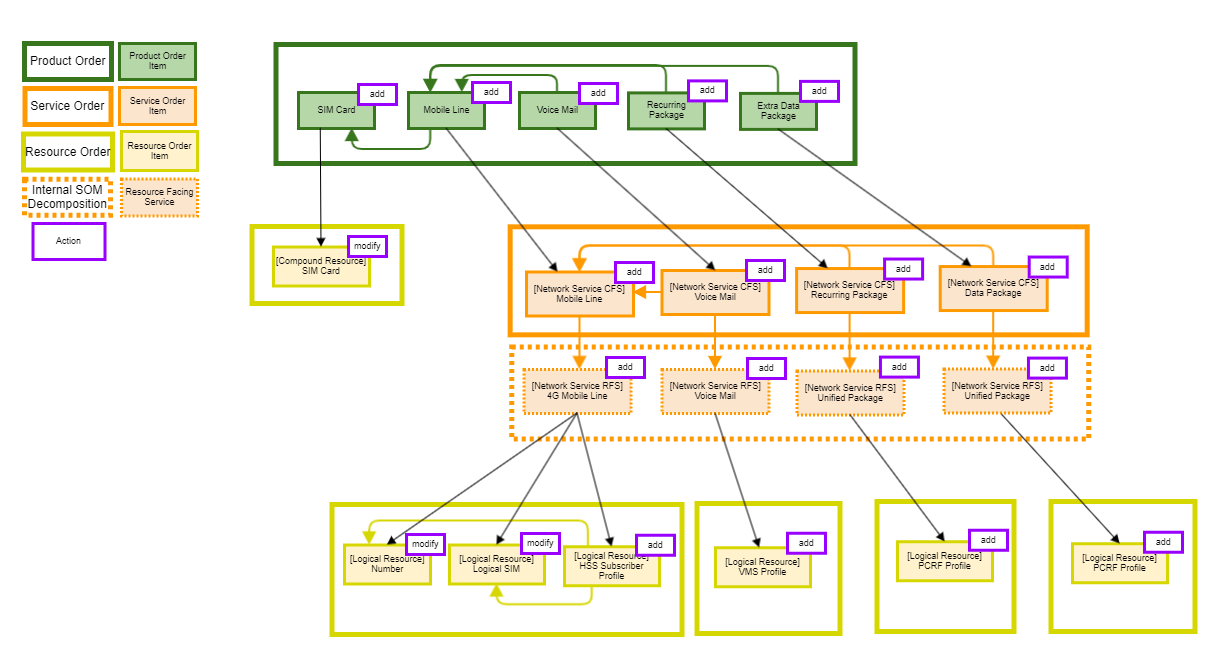 Product Order
Product Order
Item
Service Order
Service Order
Item
Resource Order
Resource Order
Item
Internal SOM
Decomposition
Resource Facing
Service
Action
SIM Card
add
Mobile Line
add
Voice Mail
add
Recurring
Package
add
Extra Data
Package
add
[Compound Resource]
SIM Card
modify
[Network Service CFS]
Mobile Line
add
[Network Service CFS]
Voice Mail
add
[Network Service CFS]
Recurring Package
add
[Network Service CFS]
Data Package
add
[Network Service RFS]
4G Mobile Line
add
[Network Service RFS]
Voice Mail
add
[Network Service RFS]
Unified Package
add
[Network Service RFS]
Unified Package
add
[Logical Resource]
Number
modify
[Logical Resource]
Logical SIM
modify
[Logical Resource]
HSS Subscriber
Profile
add
[Logical Resource]
VMS Profile
add
[Logical Resource]
PCRF Profile
add
[Logical Resource]
PCRF Profile
add